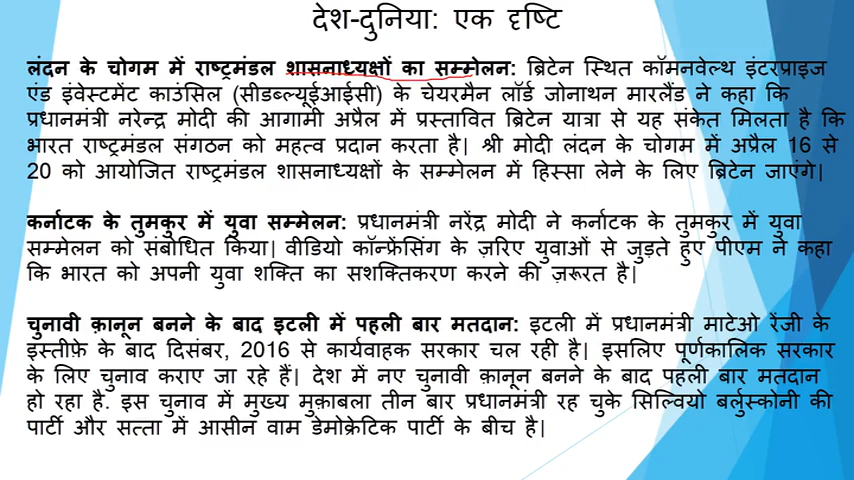 देश-दुनिया: एक दृष्टि
लंदन के चोगम में राष्ट्रमंडल शासनाध्यक्षों का सम्मेलन: ब्रिटेन स्थित कॉमनवेल्थ इंटरप्राइज
एंड इंवेस्टमेंट काउंसिल (सीडब्ल्यूईआईसी) के चेयरमैन लॉर्ड जोनाथन मारलैंड ने कहा कि
प्रधानमंत्री नरेन्द्र मोदी की आगामी अप्रैल में प्रस्तावित ब्रिटेन यात्रा से यह संकेत मिलता है कि
भारत राष्ट्रमंडल संगठन को महत्व प्रदान करता है। श्री मोदी लंदन के चोगम में अप्रैल 16 से
20 को आयोजित राष्ट्रमंडल शासनाध्यक्षों के सम्मेलन में हिस्सा लेने के लिए ब्रिटेन जाएंगे।
कर्नाटक के तुमकुर में युवा सम्मेलन: प्रधानमंत्री नरेंद्र मोदी ने कर्नाटक के तुमकुर में युवा
सम्मेलन को संबोधित किया। वीडियो कॉन्फ्रेंसिंग के ज़रिए युवाओं से जुड़ते हुए पीएम ने कहा
कि भारत को अपनी युवा शक्ति का सशक्तिकरण करने की ज़रूरत है।
चुनावी क़ानून बनने के बाद इटली में पहली बार मतदान: इटली में प्रधानमंत्री माटेओ रेंजी के
इस्तीफ़े के बाद दिसंबर, 2016 से कार्यवाहक सरकार चल रही है। इसलिए पूर्णकालिक सरकार
के लिए चुनाव कराए जा रहे हैं। देश में नए चुनावी क़ानून बनने के बाद पहली बार मतदान
हो रहा है. इस चुनाव में मुख्य मुक़ाबला तीन बार प्रधानमंत्री रह चुके सिल्वियो बर्लुस्कोनी की
पार्टी और सत्ता में आसीन वाम डेमोक्रेटिक पार्टी के बीच है।